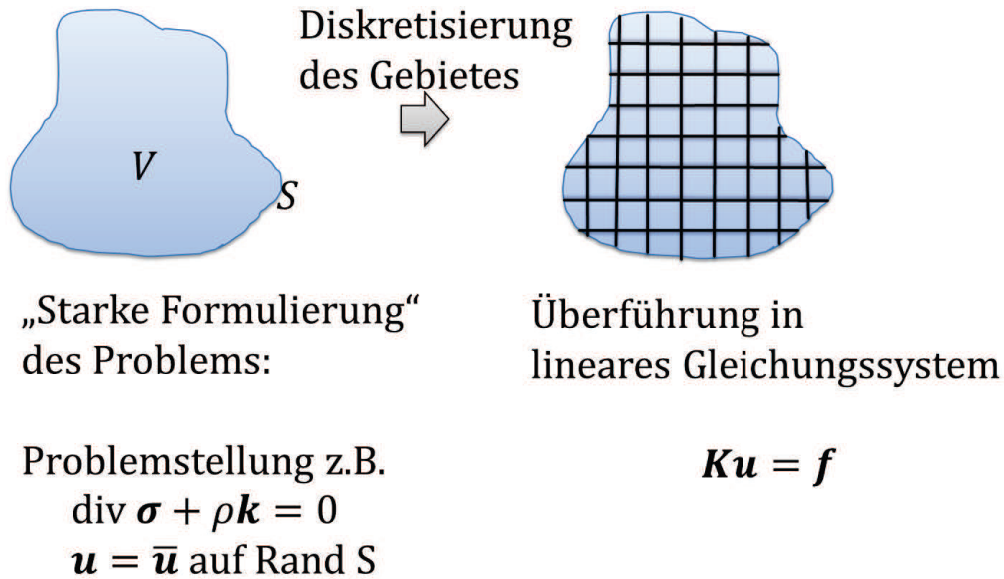 Diskretisierung
des Gebietes
V
S
„Starke Formulierung“
des Problems:
Problemstellung z.B.
div σ + ρk = 0
u = u̅ auf Rand S
Überführung in
lineares Gleichungssystem
Ku = f